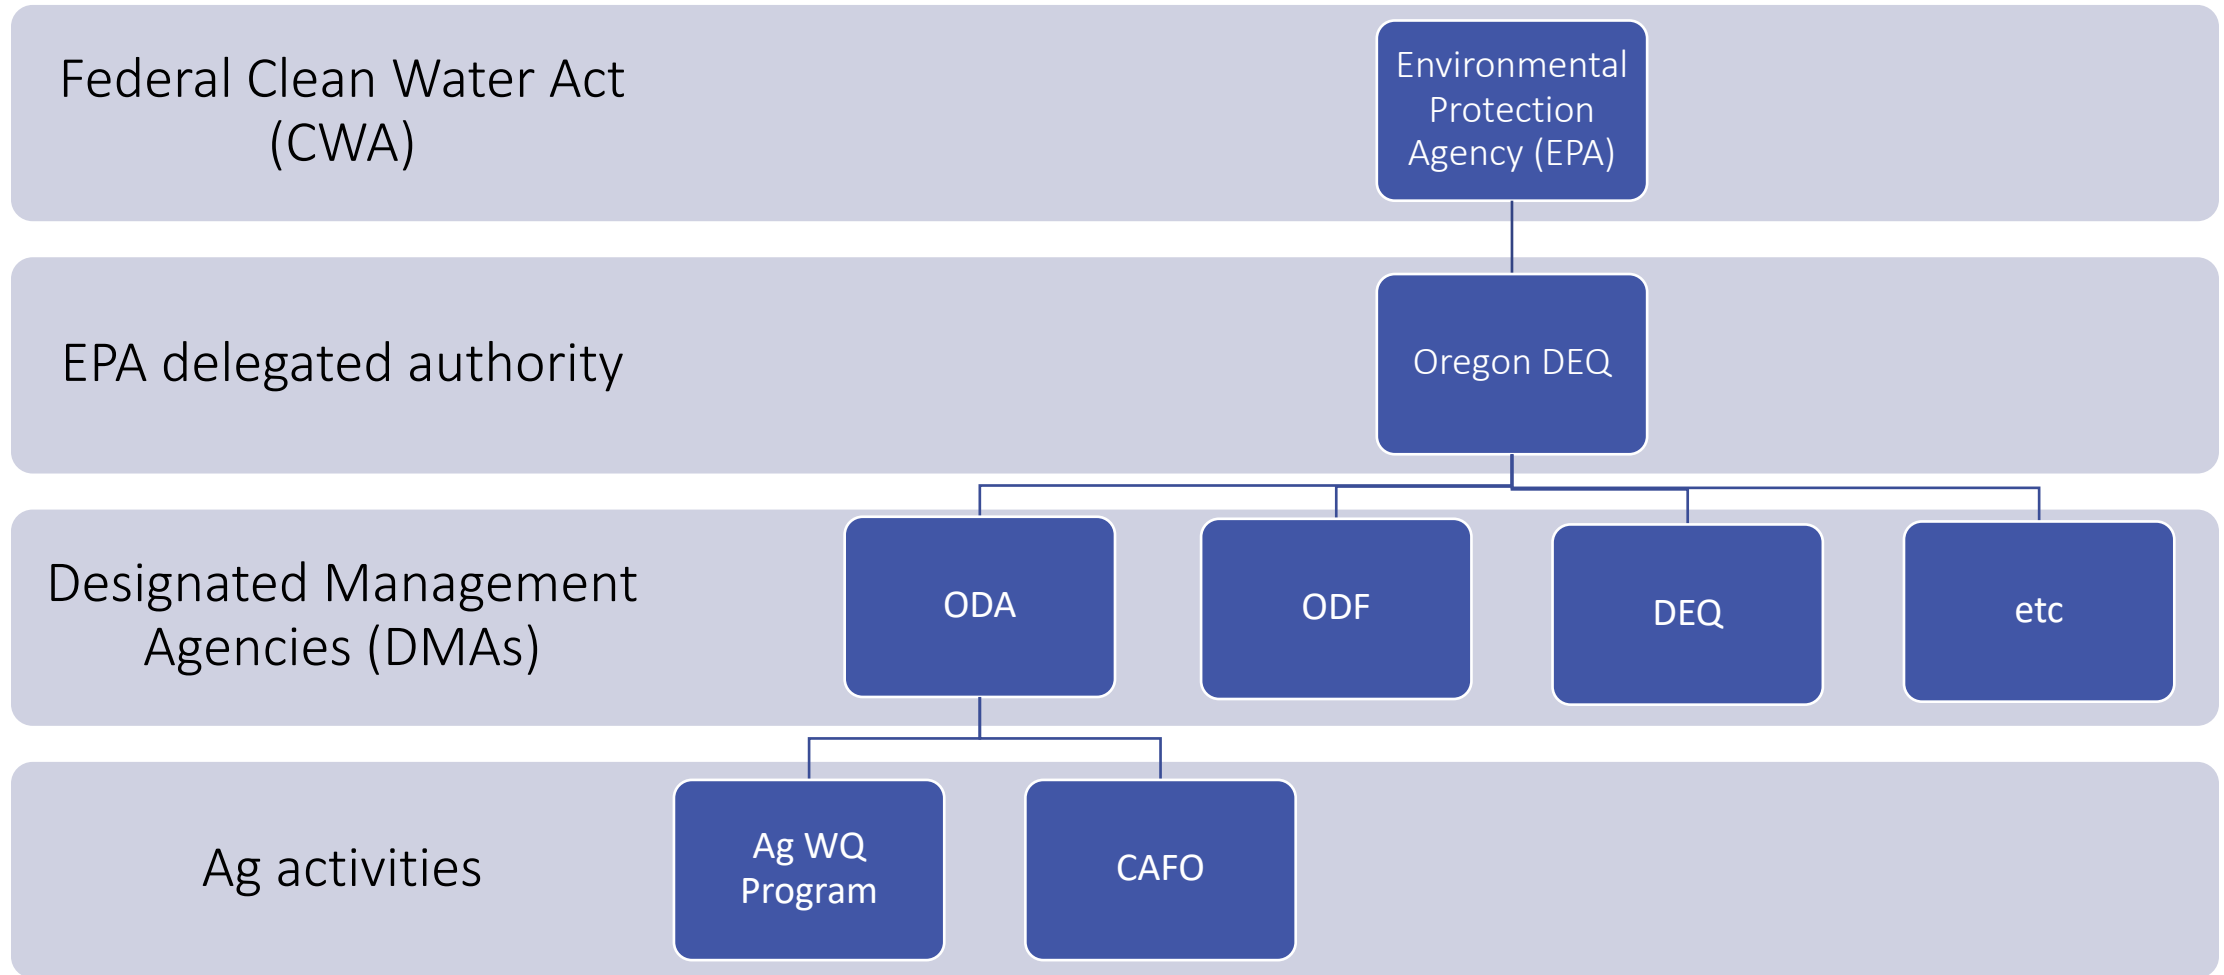 Federal Clean Water Act
(CWA)
Environmental
Protection
Agency (EPA)
EPA delegated authority
Oregon DEQ
Designated Management
Agencies (DMAs)
ODA
ODF
DEQ
etc
Ag activities
Ag WQ
Program
CAFO